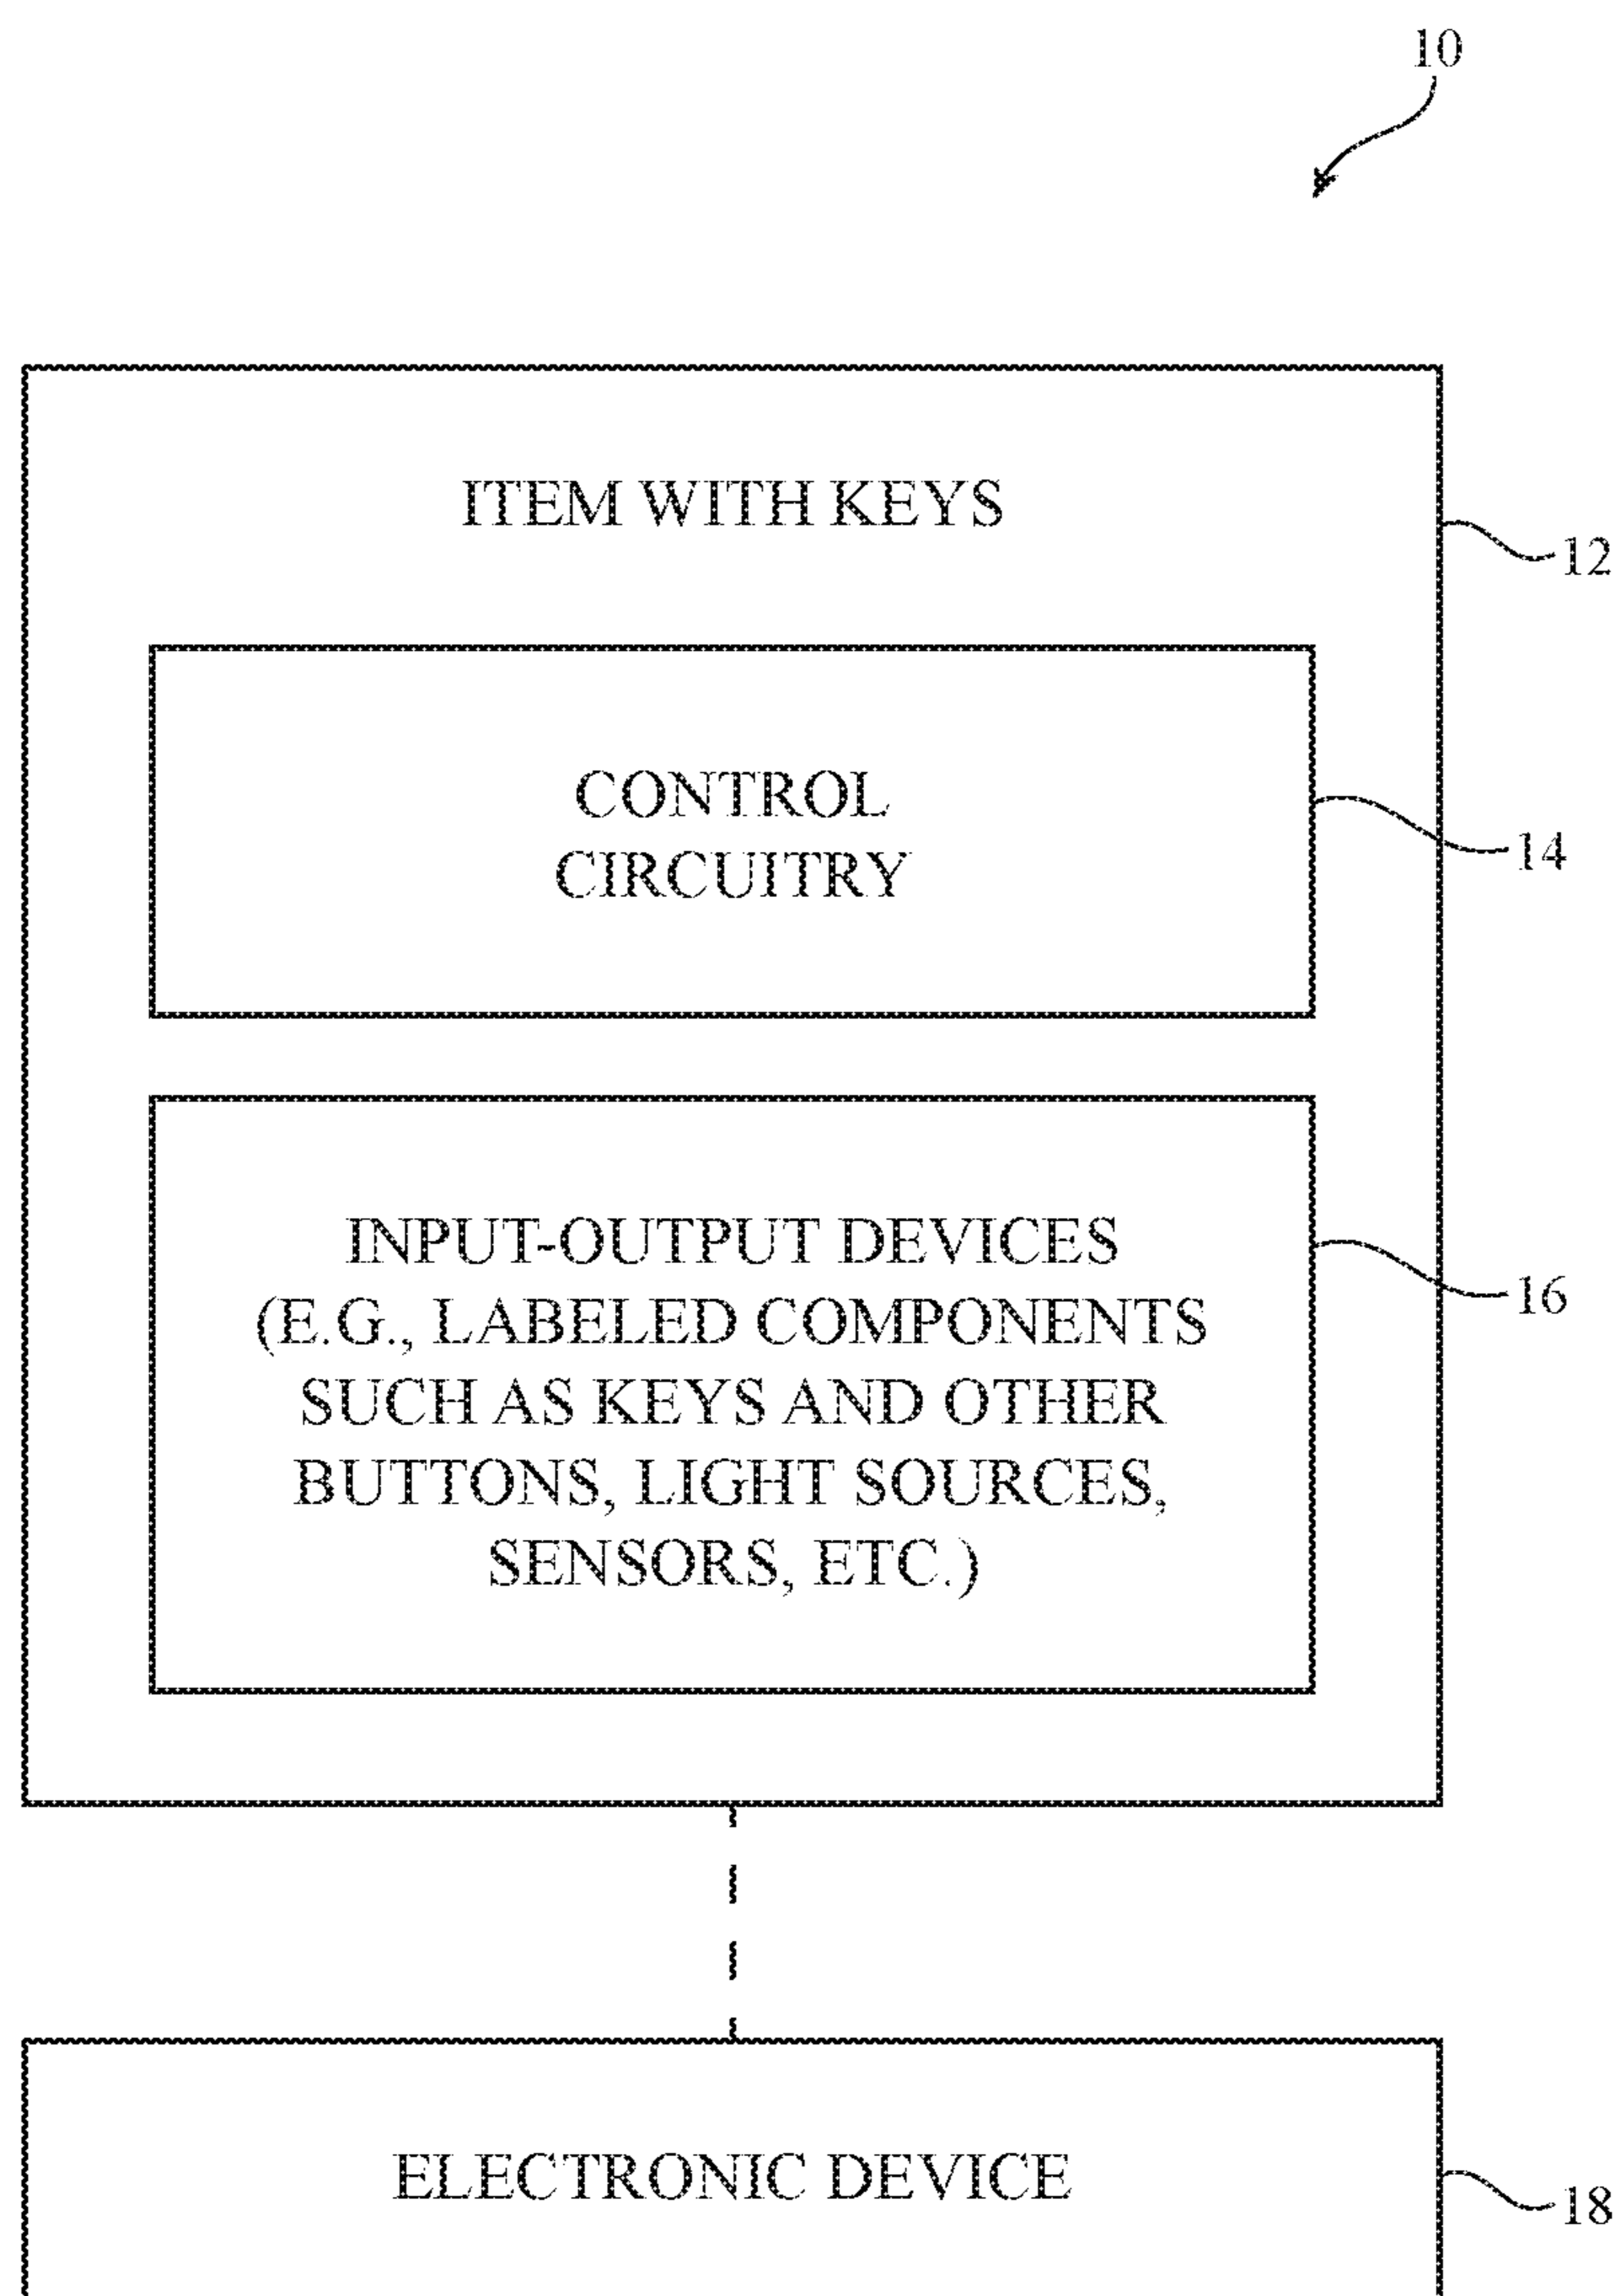 10
ITEM WITH KEYS
12
CONTROL
CIRCUITRY
14
INPUT-OUTPUT DEVICES
(E.G., LABELED COMPONENTS
SUCH AS KEYS AND OTHER
BUTTONS, LIGHT SOURCES,
SENSORS, ETC.)
16
ELECTRONIC DEVICE
18